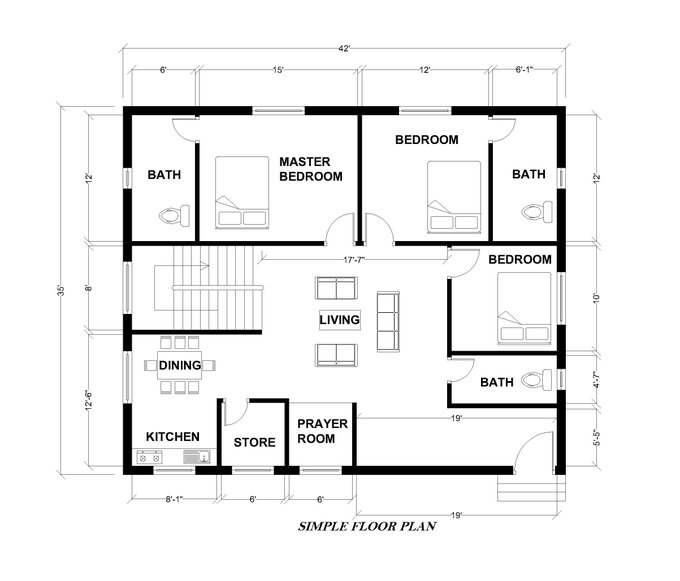 42'
6'
15'
12'
6'-1"
BEDROOM
MASTER
BEDROOM
BATH
BATH
12'
12'
17'-7"
BEDROOM
35'
8'
10'
LIVING
DINING
BATH
4'-7"
12'-6"
19'
PRAYER
ROOM
KITCHEN
STORE
5'-5"
8'-1"
6'
6'
19'
SIMPLE FLOOR PLAN